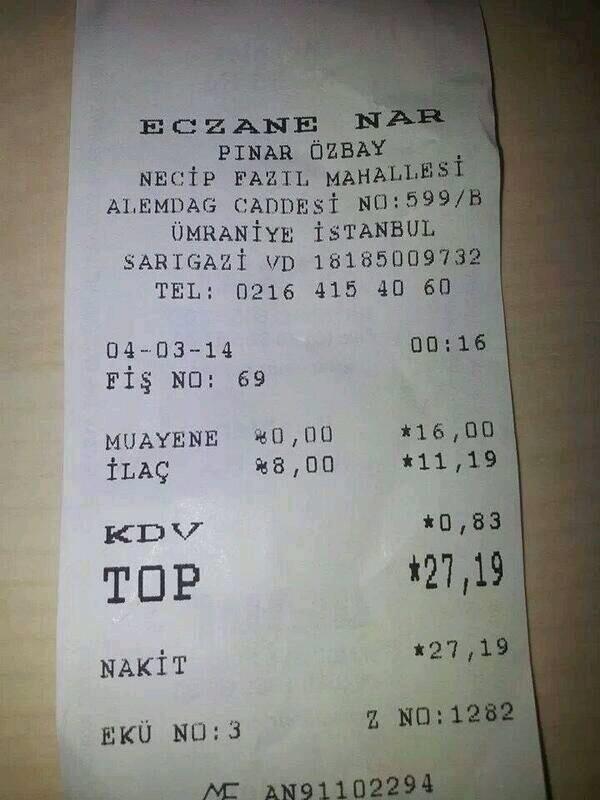 ECZANE NAR
PINAR ÖZBAY
NECİP FAZIL MAHALLESİ
ALEMDAG CADDESİ NO:599/B
ÜMRANİYE İSTANBUL
SARIGAZİ VD 18185009732
TEL: 0216 415 40 60
04-03-14 00:16
FİŞ NO: 69
MUAYENE %0,00 *16,00
İLAÇ %8,00 *11,19
KDV *0,83
TOP *27,19
NAKİT *27,19
EKÜ NO:3 Z NO:1282
MF AN91102294